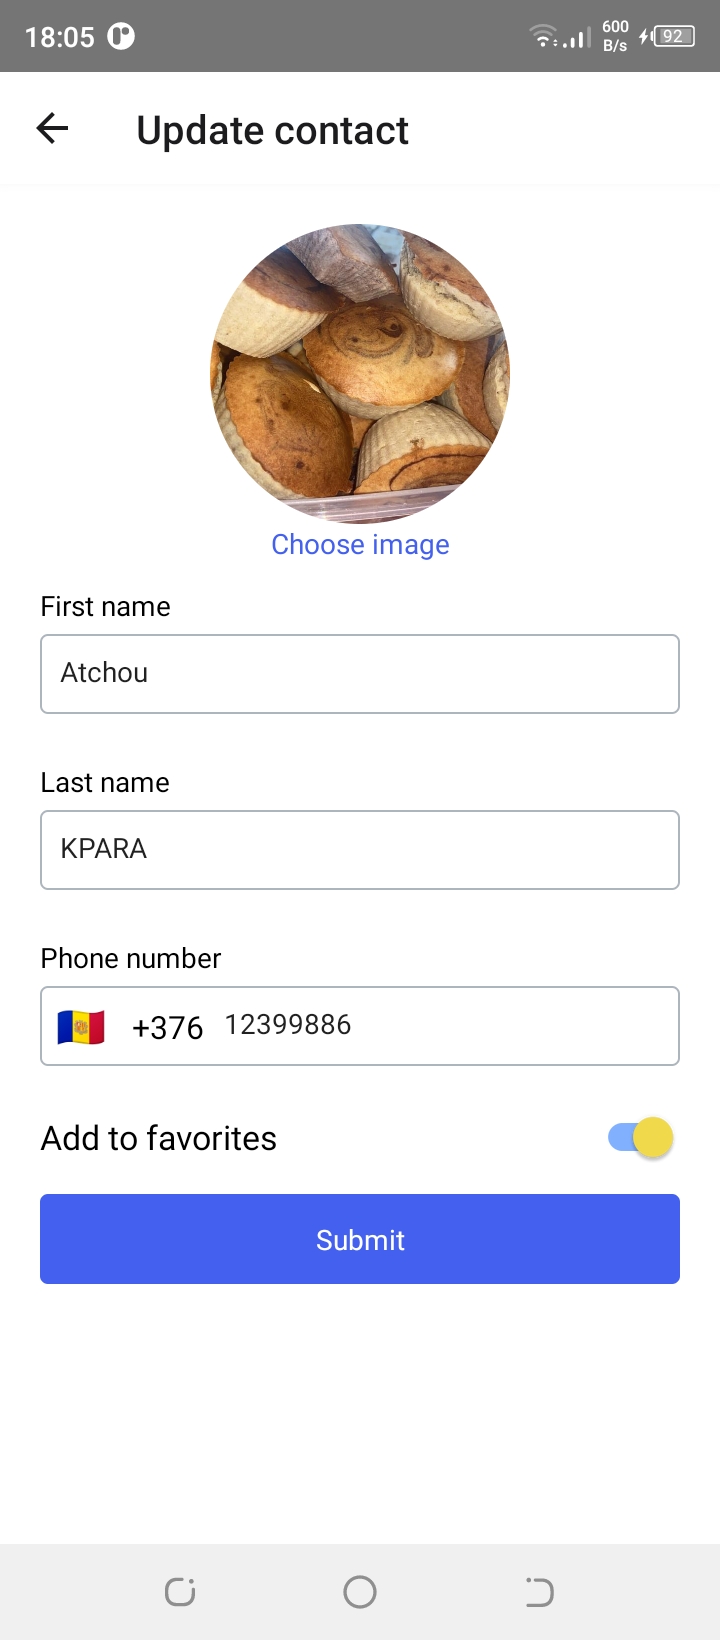 18:05
600
B/s
92
Update contact
Choose image
First name
Atchou
Last name
KPARA
Phone number
+376 12399886
Add to favorites
Submit